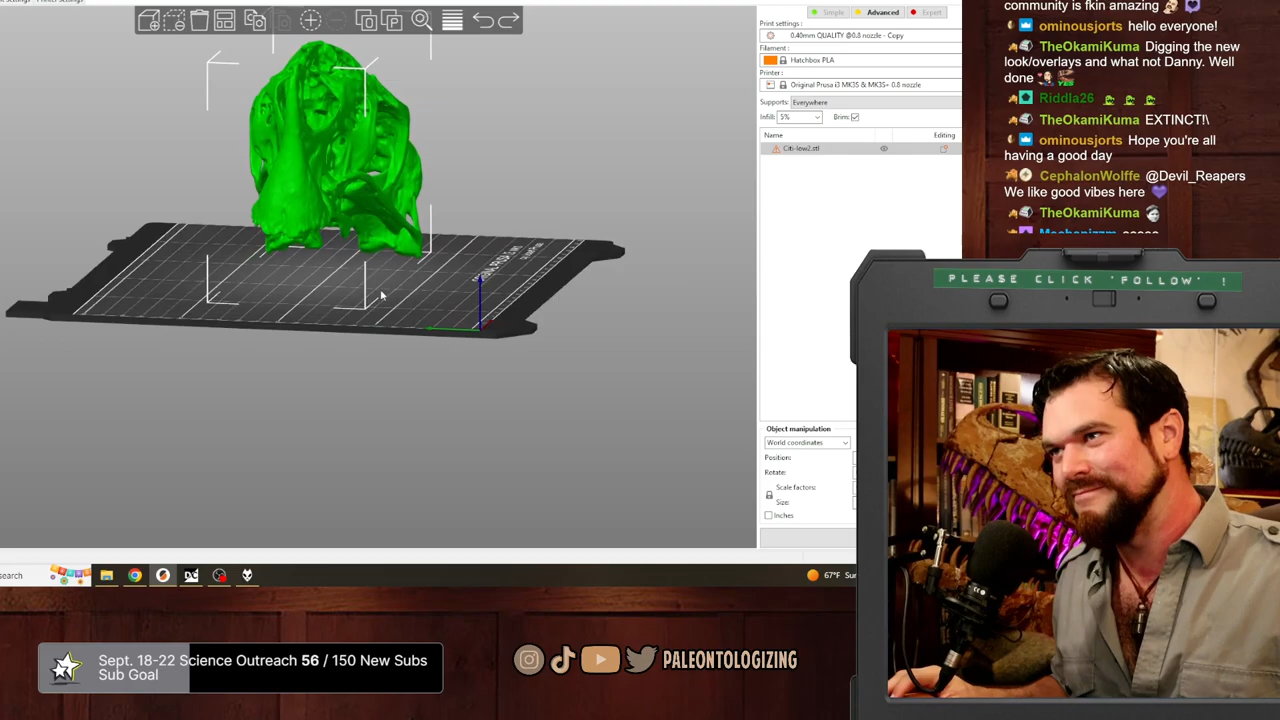 Simple Advanced Expert
Print settings :
0.40mm QUALITY @0.8 nozzle - Copy
Filament :
Hatchbox PLA
Printer :
Original Prusa i3 MK3S & MK3S+ 0.8 nozzle
Supports: Everywhere
Infill: 5% Brim:
Name Editing
Citi-low2.stl
Object manipulation
World coordinates
Position:
Rotate:
Scale factors:
Size:
Inches
search
67°F
community is fkin amazing
ominousjorts hello everyone!
TheOkamiKuma: Digging the new
look/overlays and what not Danny. Well
done
Riddla26
TheOkamiKuma EXTINCT!\
ominousjorts Hope you're all
having a good day
CephalonWolffe @Devil_Reapers
We like good vibes here
TheOkamiKuma
PLEASE CLICK 'FOLLOW' !
Sept. 18-22 Science Outreach 56 / 150 New Subs
Sub Goal
PALEONTOLOGIZING